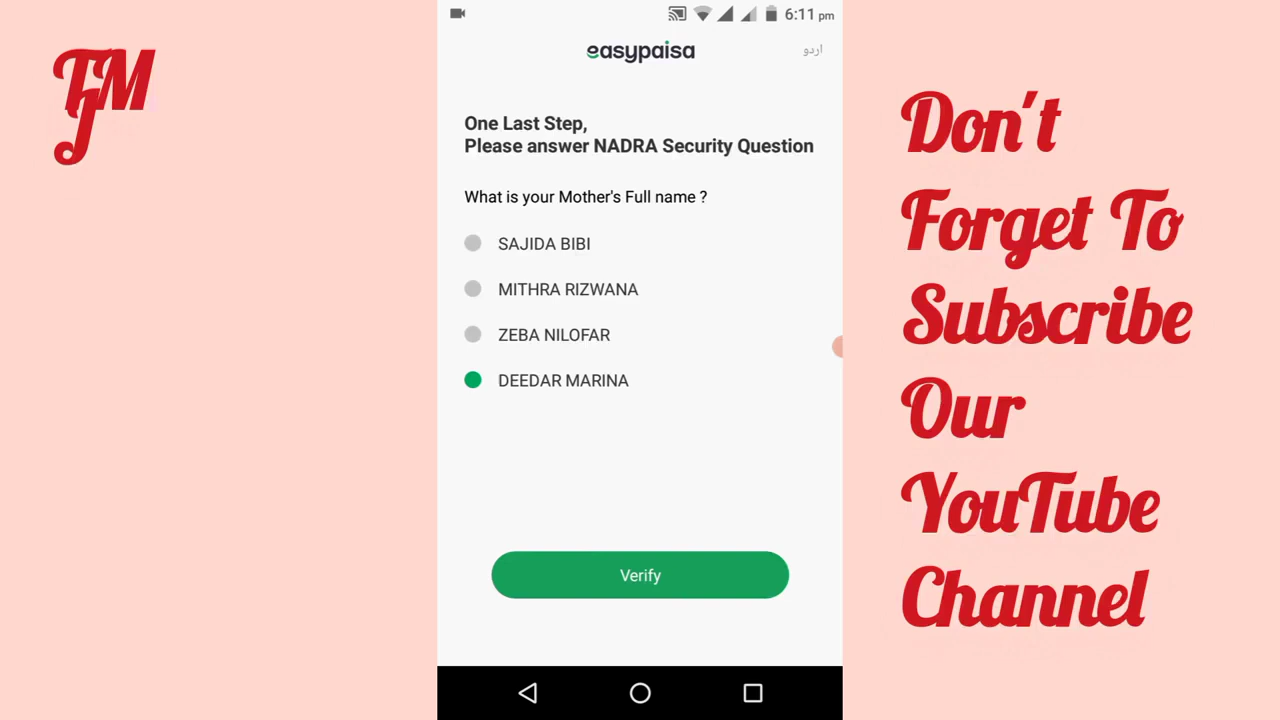 TMJ
6:11 pm
easypaisa
اردو
One Last Step,
Please answer NADRA Security Question
What is your Mother's Full name ?
SAJIDA BIBI
MITHRA RIZWANA
ZEBA NILOFAR
DEEDAR MARINA
Verify
Don't
Forget To
Subscribe
Our
YouTube
Channel